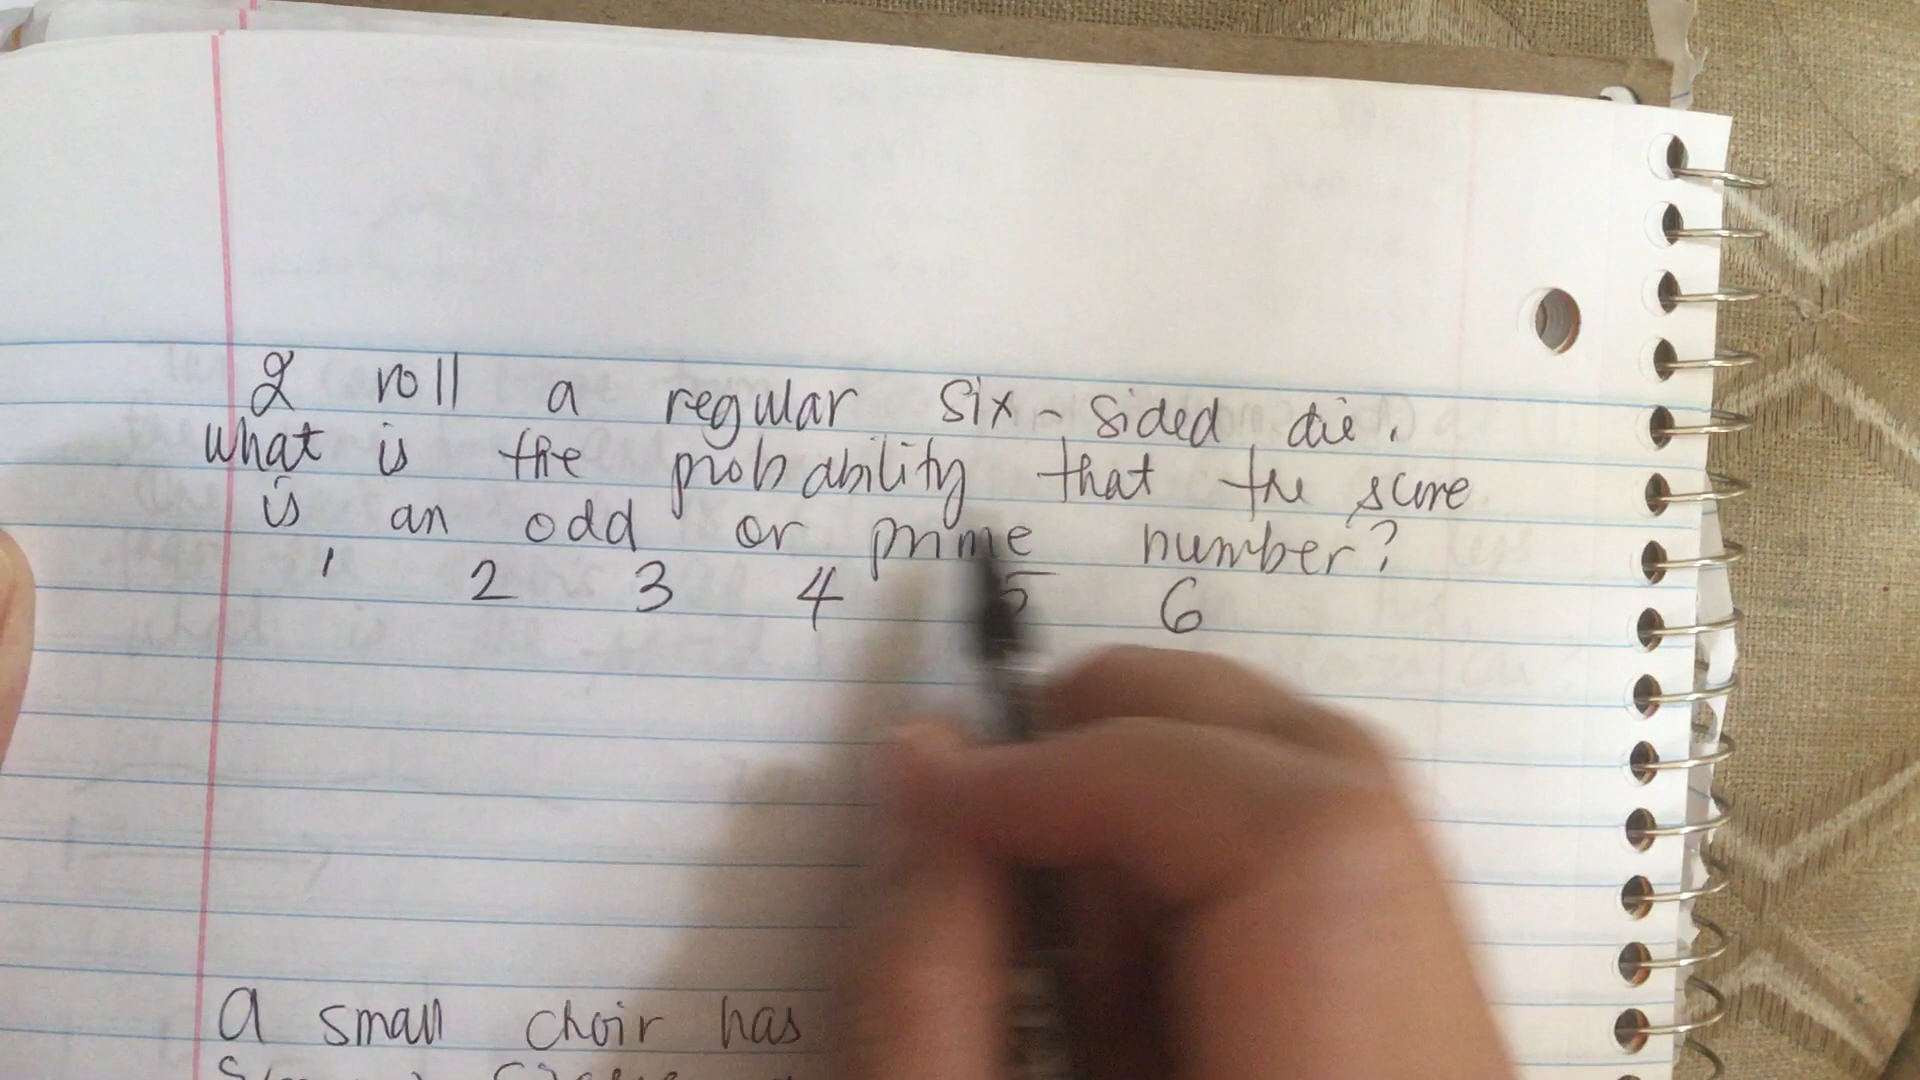 I roll a regular six-sided die.
What is the probability that the score
is an odd or prime number?
1 2 3 4 5 6
A small choir has